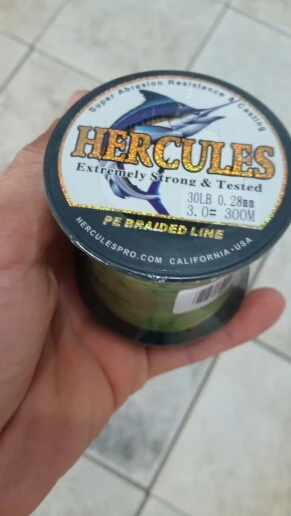 Super Abrasion Resistance & Casting
HERCULES
Extremely Strong & Tested
30LB 0.28mm
3.0# 300M
PE BRAIDED LINE
HERCULESPRO.COM CALIFORNIA·USA